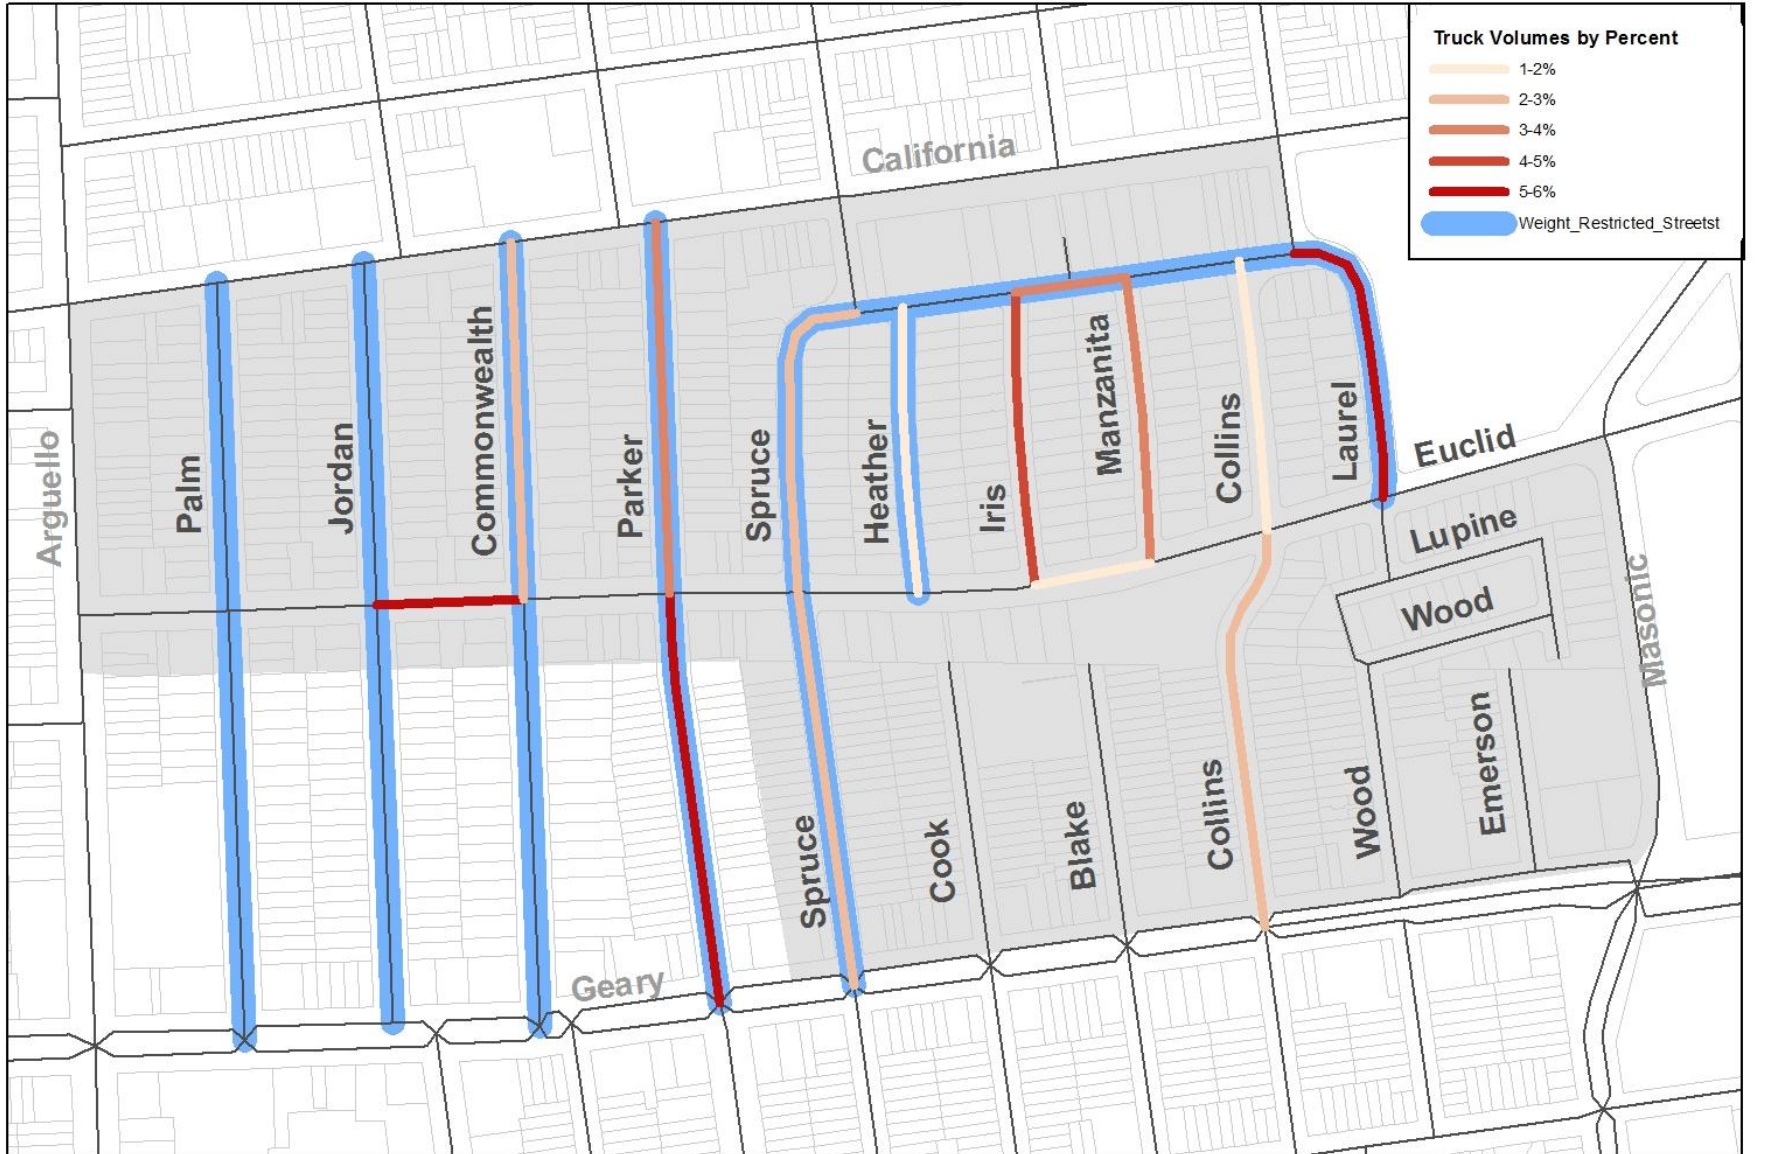 Truck Volumes by Percent
1-2%
2-3%
3-4%
4-5%
5-6%
Weight_Restricted_Streetst
California
Arguello
Palm
Jordan
Commonwealth
Parker
Spruce
Heather
Iris
Manzanita
Collins
Laurel
Euclid
Lupine
Wood
Masonic
Geary
Spruce
Cook
Blake
Collins
Wood
Emerson